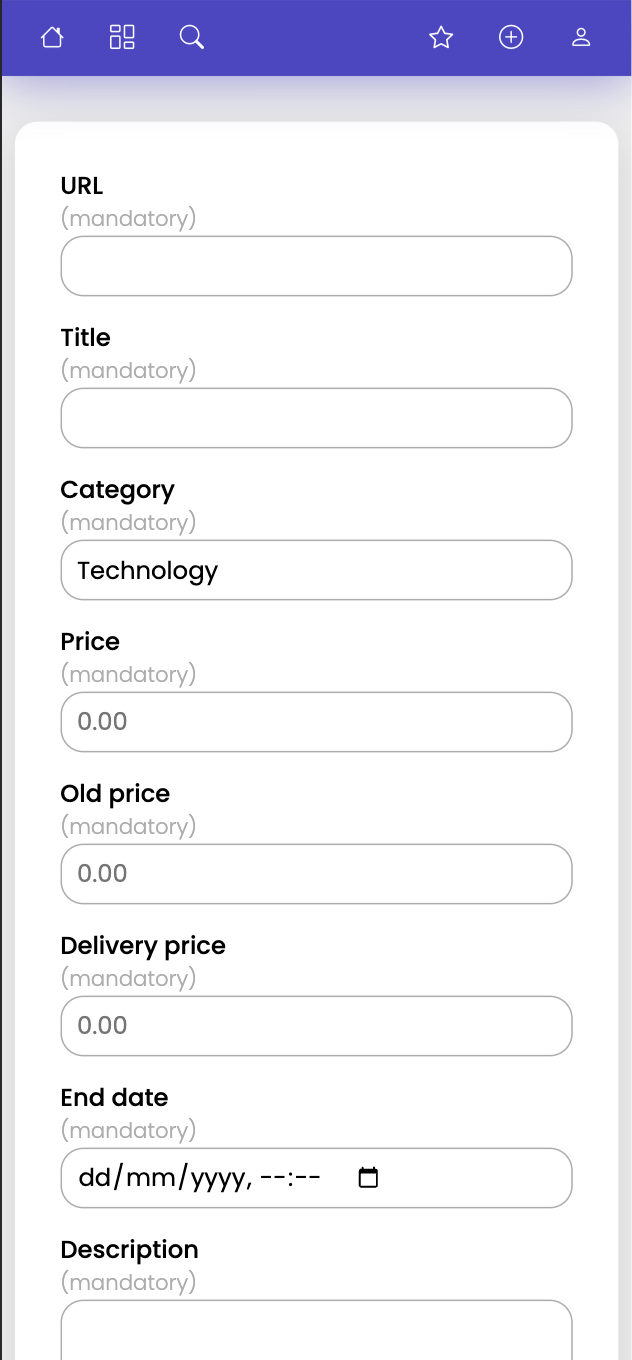 URL
(mandatory)
Title
(mandatory)
Category
(mandatory)
Technology
Price
(mandatory)
0.00
Old price
(mandatory)
0.00
Delivery price
(mandatory)
0.00
End date
(mandatory)
dd/mm/yyyy, --:--
Description
(mandatory)